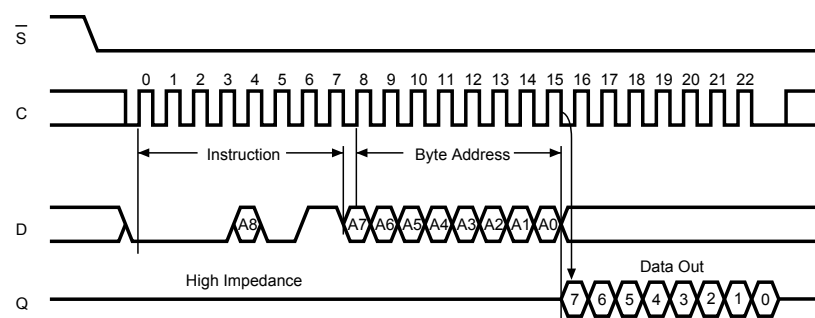 S
0 1 2 3 4 5 6 7 8 9 10 11 12 13 14 15 16 17 18 19 20 21 22
C
Instruction Byte Address
D A8 A7 A6 A5 A4 A3 A2 A1 A0
High Impedance Data Out
Q 7 6 5 4 3 2 1 0